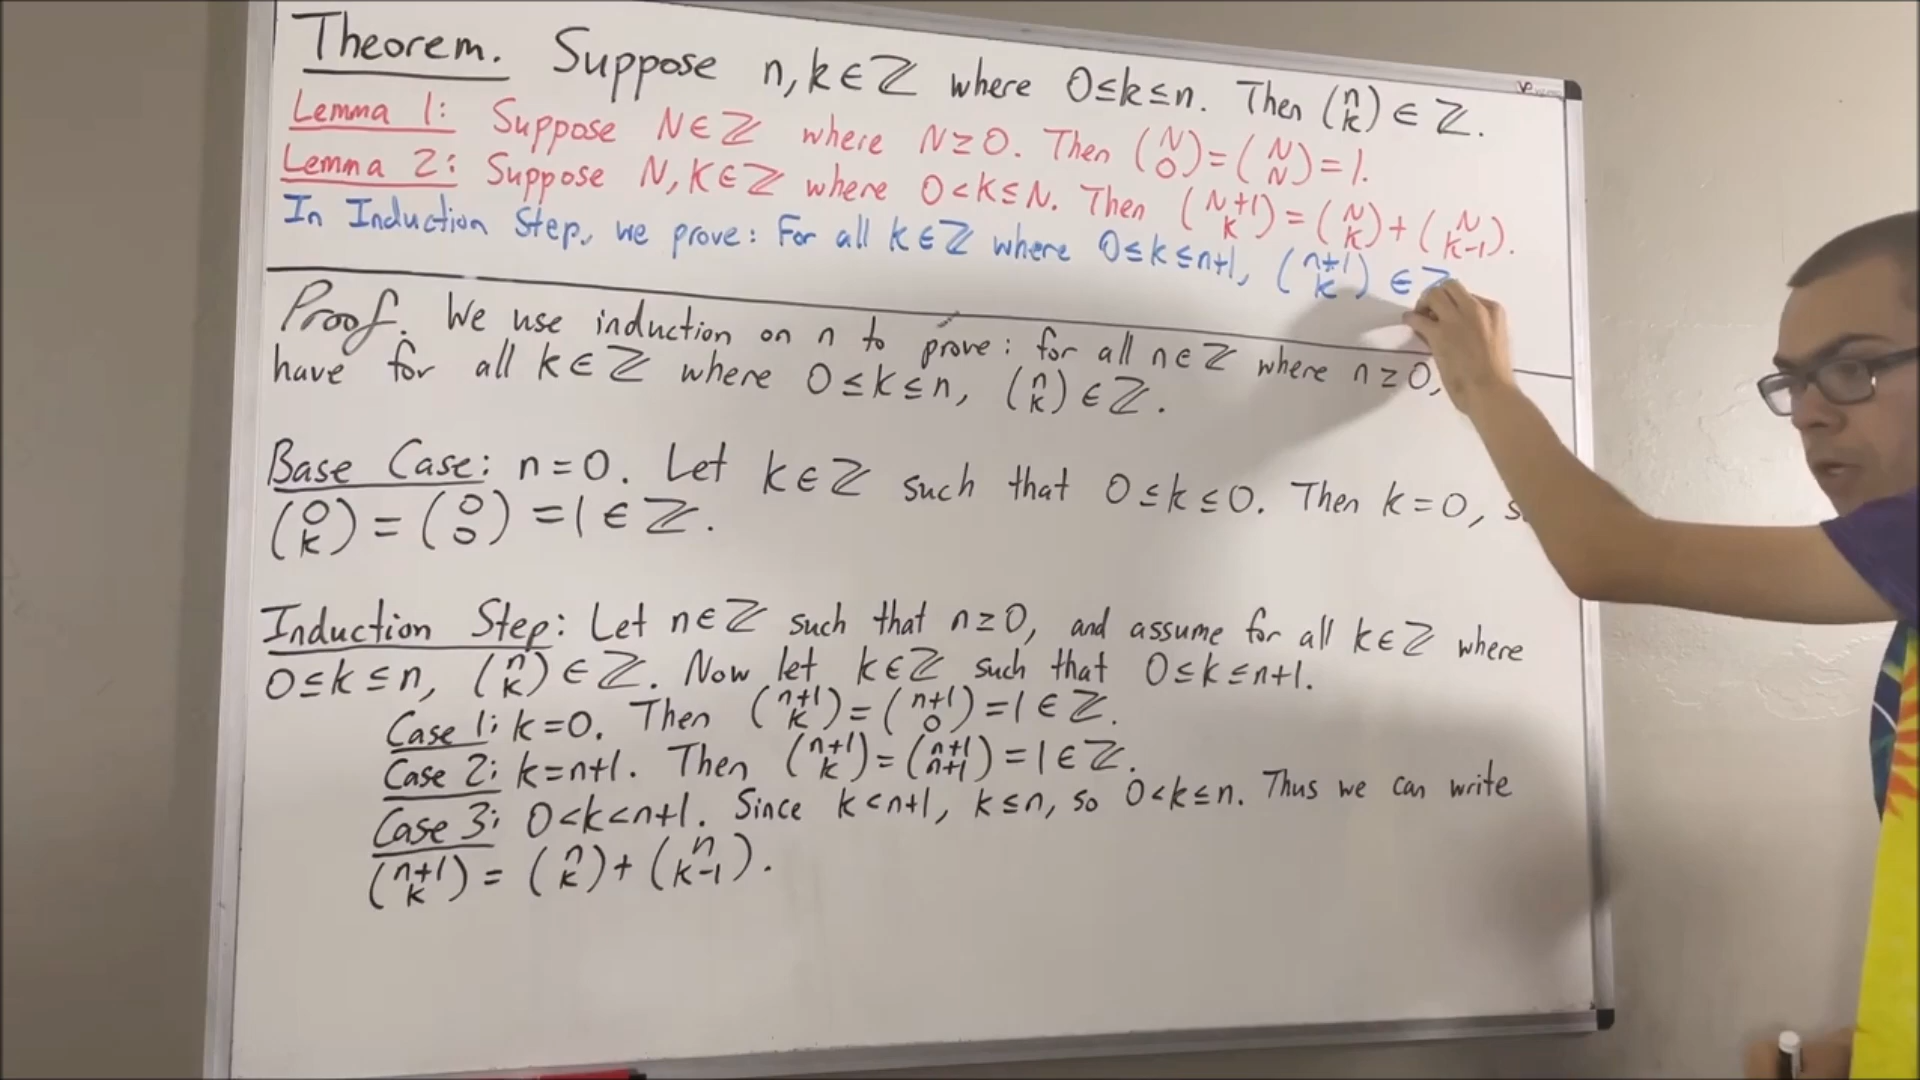 Theorem. Suppose n, k ∈ ℤ where 0 ≤ k ≤ n. Then (n k) ∈ ℤ.
Lemma 1: Suppose N ∈ ℤ where N ≥ 0. Then (N 0) = (N N) = 1.
Lemma 2: Suppose N, K ∈ ℤ where 0 < K ≤ N. Then (N+1 K) = (N K) + (N K-1).
In Induction Step, we prove: For all k ∈ ℤ where 0 ≤ k ≤ n+1, (n+1 k) ∈ ℤ
Proof. We use induction on n to prove: for all n ∈ ℤ where n ≥ 0,
have for all k ∈ ℤ where 0 ≤ k ≤ n, (n k) ∈ ℤ.
Base Case: n = 0. Let k ∈ ℤ such that 0 ≤ k ≤ 0. Then k = 0,
(0 k) = (0 0) = 1 ∈ ℤ.
Induction Step: Let n ∈ ℤ such that n ≥ 0, and assume for all k ∈ ℤ where
0 ≤ k ≤ n, (n k) ∈ ℤ. Now let k ∈ ℤ such that 0 ≤ k ≤ n+1.
Case 1: k = 0. Then (n+1 k) = (n+1 0) = 1 ∈ ℤ.
Case 2: k = n+1. Then (n+1 k) = (n+1 n+1) = 1 ∈ ℤ.
Case 3: 0 < k < n+1. Since k < n+1, k ≤ n, so 0 < k ≤ n. Thus we can write
(n+1 k) = (n k) + (n k-1).